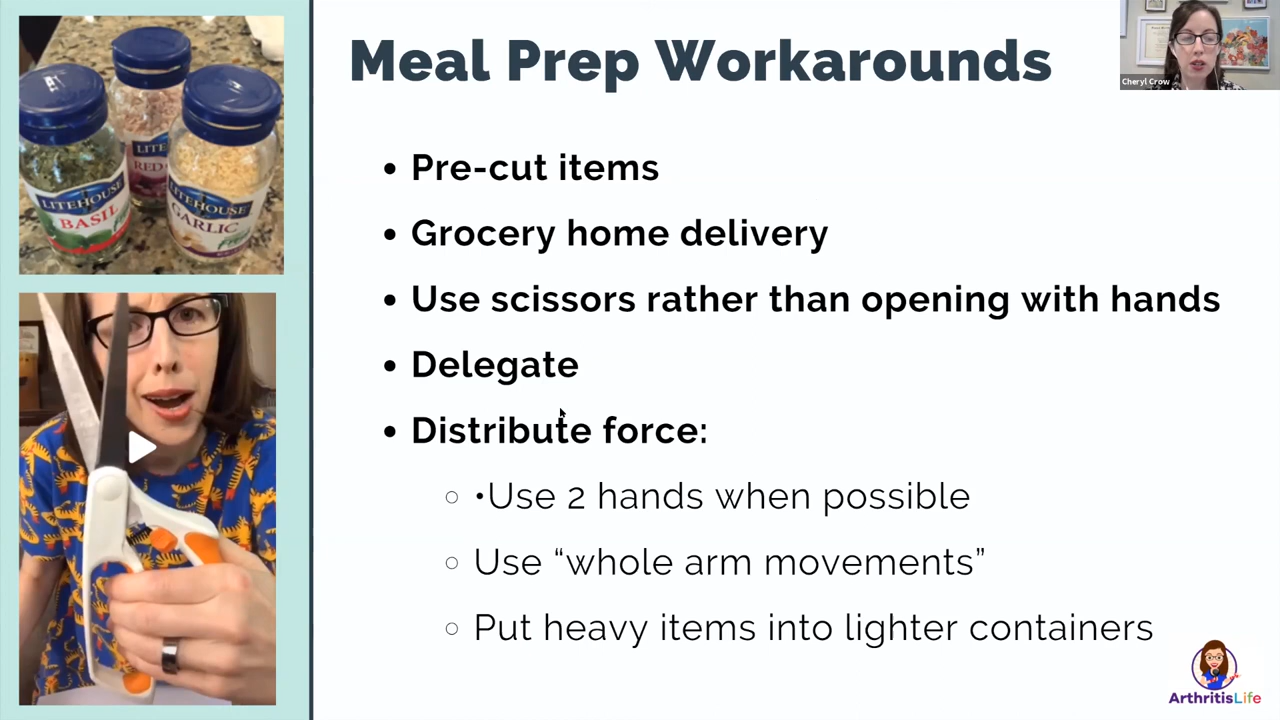 Meal Prep Workarounds
Cheryl Crow
• Pre-cut items
• Grocery home delivery
• Use scissors rather than opening with hands
• Delegate
• Distribute force:
○ •Use 2 hands when possible
○ Use “whole arm movements”
○ Put heavy items into lighter containers
LITEHOUSE
BASIL
LITE
RED
LITEHOUSE
GARLIC
ArthritisLife